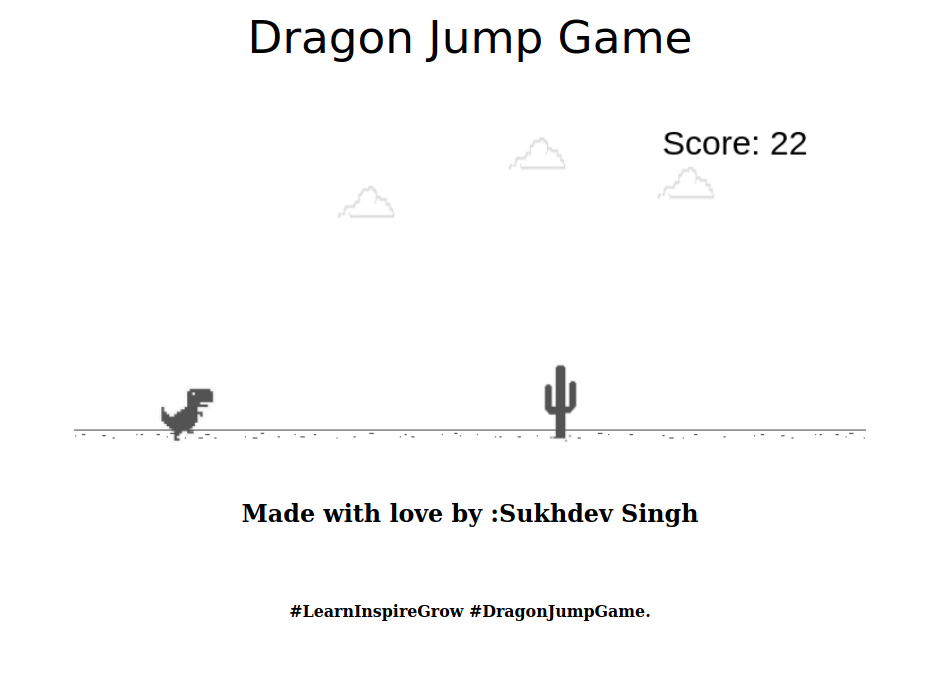 Dragon Jump Game
Score: 22
Made with love by :Sukhdev Singh
#LearnInspireGrow #DragonJumpGame.